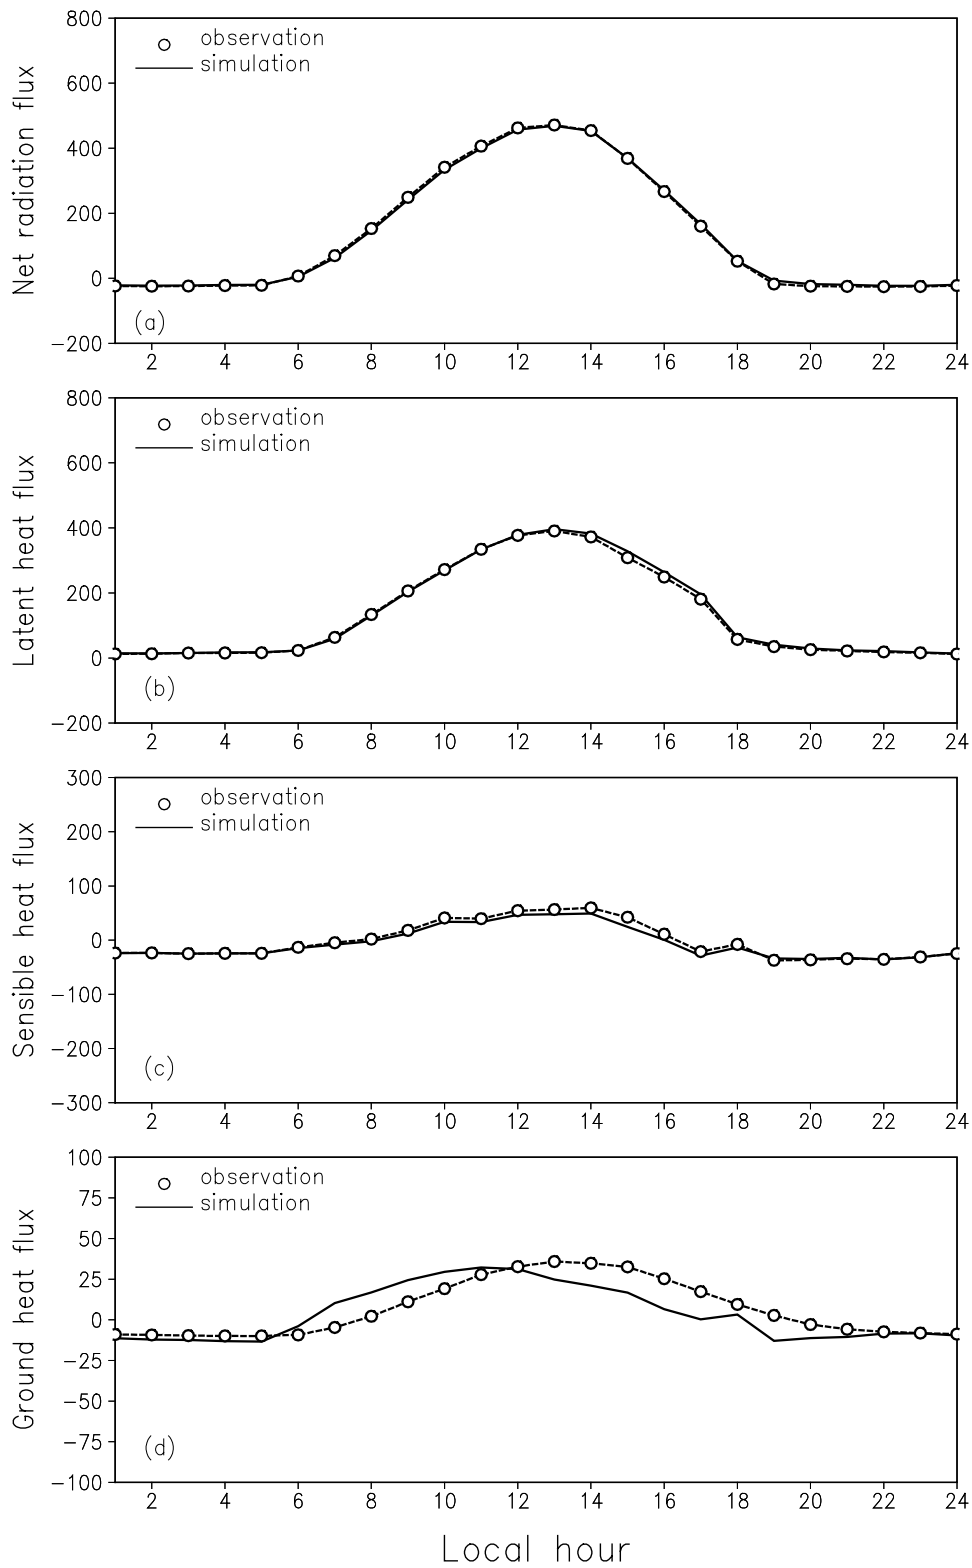 800
600
400
200
0
−200
Net radiation flux
observation
simulation
(a)
2 4 6 8 10 12 14 16 18 20 22 24
800
600
400
200
0
−200
Latent heat flux
observation
simulation
(b)
2 4 6 8 10 12 14 16 18 20 22 24
300
200
100
0
−100
−200
−300
Sensible heat flux
observation
simulation
(c)
2 4 6 8 10 12 14 16 18 20 22 24
100
75
50
25
0
−25
−50
−75
−100
Ground heat flux
observation
simulation
(d)
2 4 6 8 10 12 14 16 18 20 22 24
Local hour